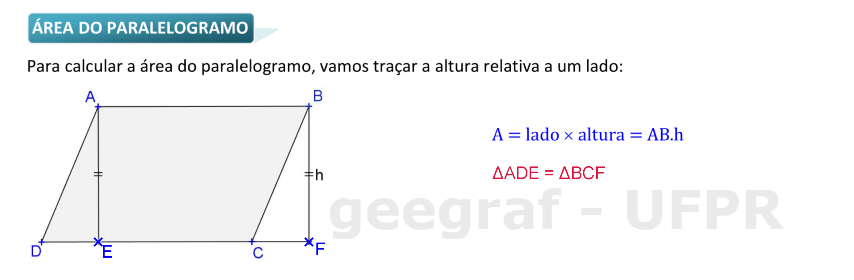 ÁREA DO PARALELOGRAMO
Para calcular a área do paralelogramo, vamos traçar a altura relativa a um lado:
A B
A = lado × altura = AB.h
h
ΔADE = ΔBCF
geegraf - UFPR
D E C F